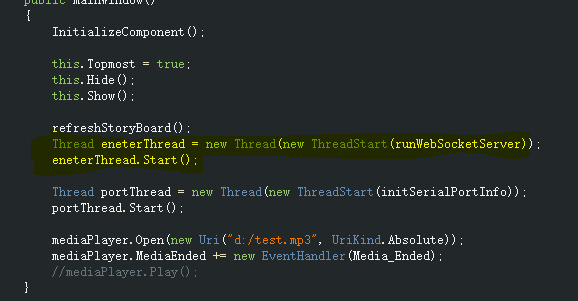 public MainWindow()
{
InitializeComponent();
this.Topmost = true;
this.Hide();
this.Show();
refreshStoryBoard();
Thread eneterThread = new Thread(new ThreadStart(runWebSocketServer));
eneterThread.Start();
Thread portThread = new Thread(new ThreadStart(initSerialPortInfo));
portThread.Start();
mediaPlayer.Open(new Uri("d:/test.mp3", UriKind.Absolute));
mediaPlayer.MediaEnded += new EventHandler(Media_Ended);
//mediaPlayer.Play();
}